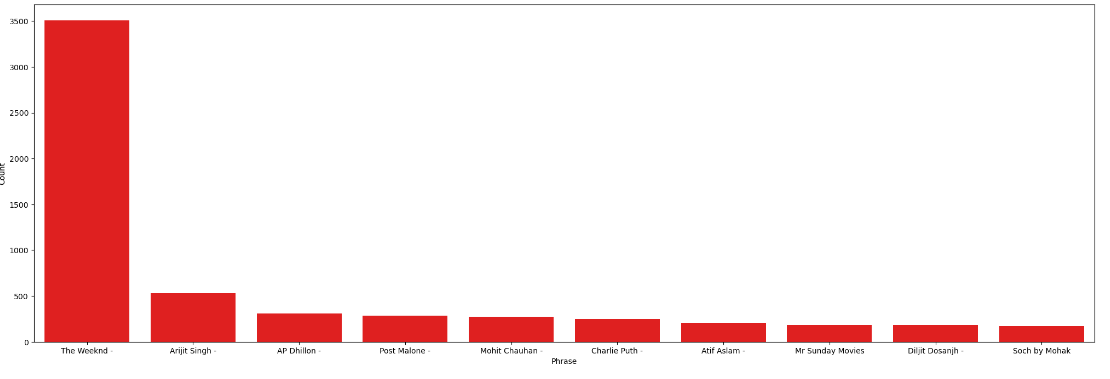 3500
3000
2500
2000
1500
1000
500
0
Count
The Weeknd -
Arijit Singh -
AP Dhillon -
Post Malone -
Mohit Chauhan -
Charlie Puth -
Atif Aslam -
Mr Sunday Movies
Diljit Dosanjh -
Soch by Mohak
Phrase